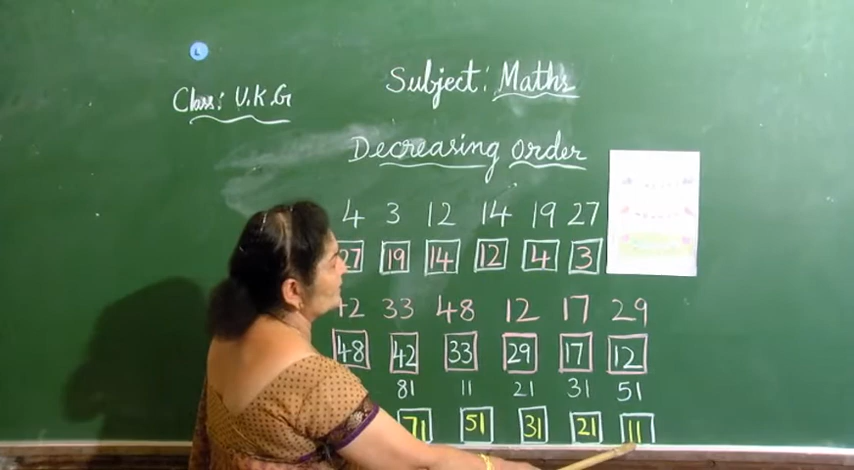 Subject: Maths
Class: U.K.G
Decreasing order
4 3 12 14 19 27
27 19 14 12 4 3
42 33 48 12 17 29
48 42 33 29 17 12
81 11 21 31 51
71 51 31 21 11